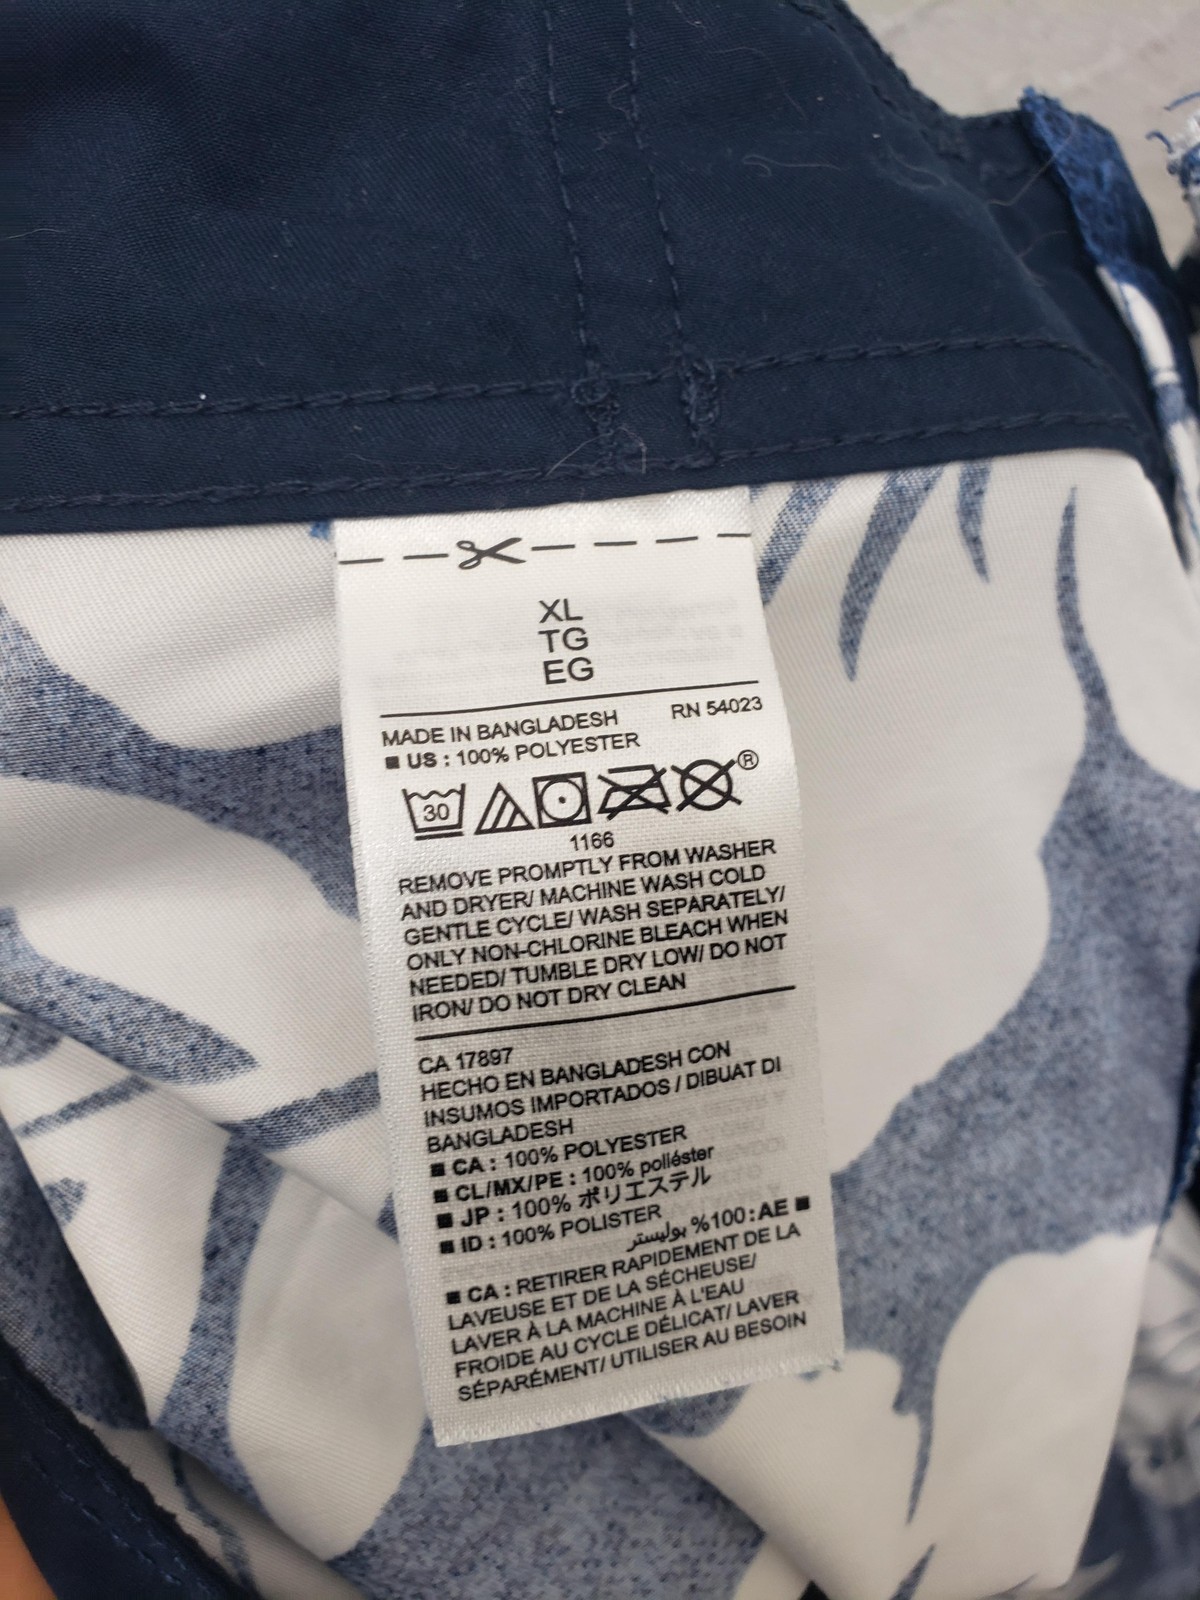 XL
TG
EG
MADE IN BANGLADESH RN 54023
■ US : 100% POLYESTER
30 ®
1166
REMOVE PROMPTLY FROM WASHER
AND DRYER/ MACHINE WASH COLD
GENTLE CYCLE/ WASH SEPARATELY/
ONLY NON-CHLORINE BLEACH WHEN
NEEDED/ TUMBLE DRY LOW/ DO NOT
IRON/ DO NOT DRY CLEAN
CA 17897
HECHO EN BANGLADESH CON
INSUMOS IMPORTADOS / DIBUAT DI
BANGLADESH
■ CA : 100% POLYESTER
■ CL/MX/PE : 100% poliéster
■ JP : 100% ポリエステル
■ ID : 100% POLISTER
■ AE: 100% بوليستر
■ CA : RETIRER RAPIDEMENT DE LA
LAVEUSE ET DE LA SÉCHEUSE/
LAVER À LA MACHINE À L'EAU
FROIDE AU CYCLE DÉLICAT/ LAVER
SÉPARÉMENT/ UTILISER AU BESOIN